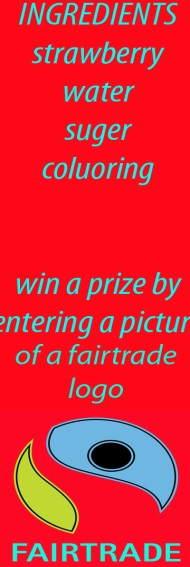 INGREDIENTS
strawberry
water
suger
coluoring
win a prize by
entering a pictur
of a fairtrade
logo
FAIRTRADE